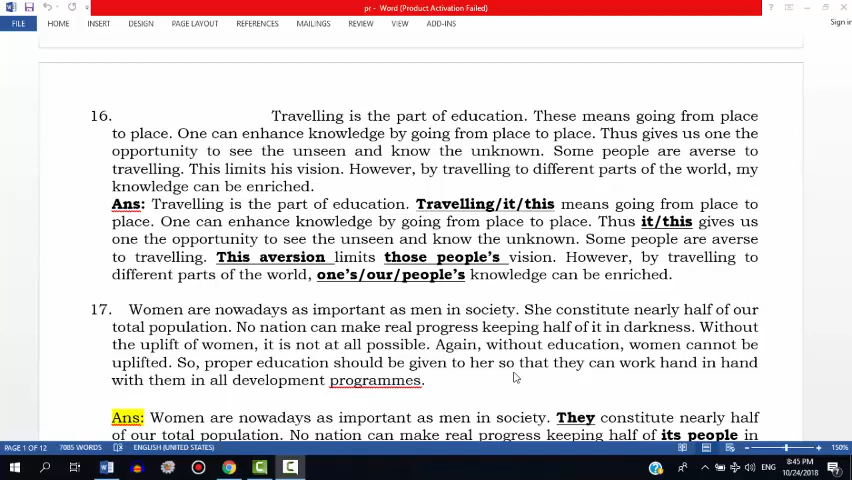 pr - Word (Product Activation Failed)
FILE HOME INSERT DESIGN PAGE LAYOUT REFERENCES MAILINGS REVIEW VIEW ADD-INS Sign in
16. Travelling is the part of education. These means going from place
to place. One can enhance knowledge by going from place to place. Thus gives us one the
opportunity to see the unseen and know the unknown. Some people are averse to
travelling. This limits his vision. However, by travelling to different parts of the world, my
knowledge can be enriched.
Ans: Travelling is the part of education. Travelling/it/this means going from place to
place. One can enhance knowledge by going from place to place. Thus it/this gives us
one the opportunity to see the unseen and know the unknown. Some people are averse
to travelling. This aversion limits those people's vision. However, by travelling to
different parts of the world, one's/our/people's knowledge can be enriched.
17. Women are nowadays as important as men in society. She constitute nearly half of our
total population. No nation can make real progress keeping half of it in darkness. Without
the uplift of women, it is not at all possible. Again, without education, women cannot be
uplifted. So, proper education should be given to her so that they can work hand in hand
with them in all development programmes.
Ans: Women are nowadays as important as men in society. They constitute nearly half
of our total population. No nation can make real progress keeping half of its people in
PAGE 1 OF 12 7085 WORDS ENGLISH (UNITED STATES) 150%
ENG 8:45 PM
10/24/2018